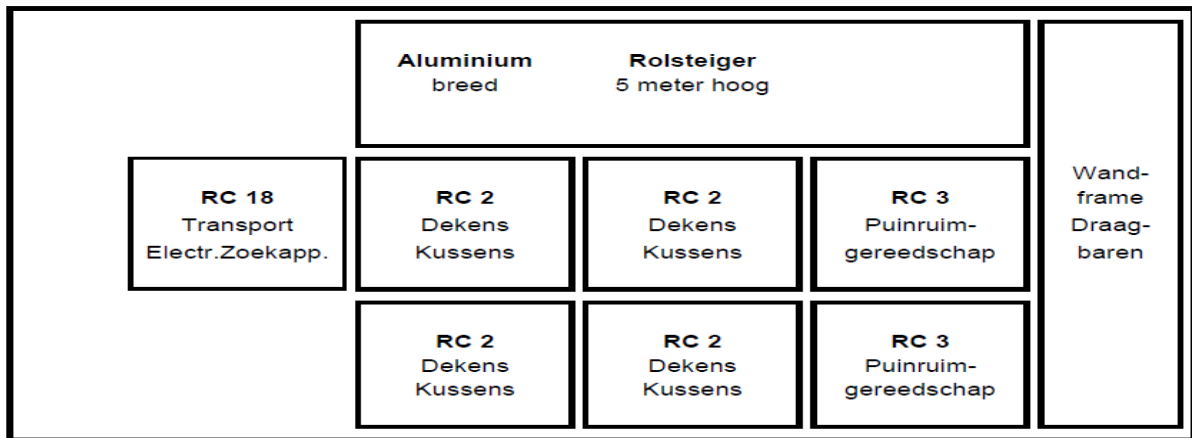 Aluminium
breed
Rolsteiger
5 meter hoog
Wand-
frame
Draag-
baren
RC 18
Transport
Electr.Zoekapp.
RC 2
Dekens
Kussens
RC 2
Dekens
Kussens
RC 3
Puinruim-
gereedschap
RC 2
Dekens
Kussens
RC 2
Dekens
Kussens
RC 3
Puinruim-
gereedschap